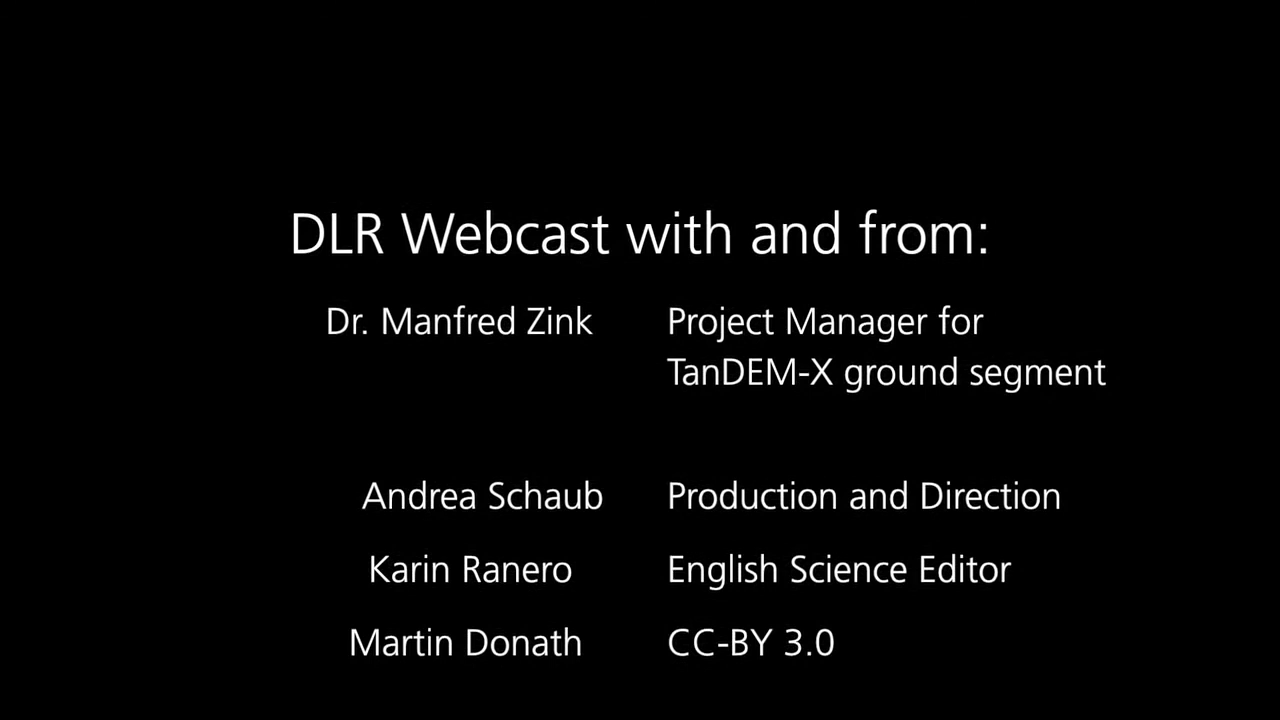 DLR Webcast with and from:
Dr. Manfred Zink Project Manager for
TanDEM-X ground segment
Andrea Schaub Production and Direction
Karin Ranero English Science Editor
Martin Donath CC-BY 3.0